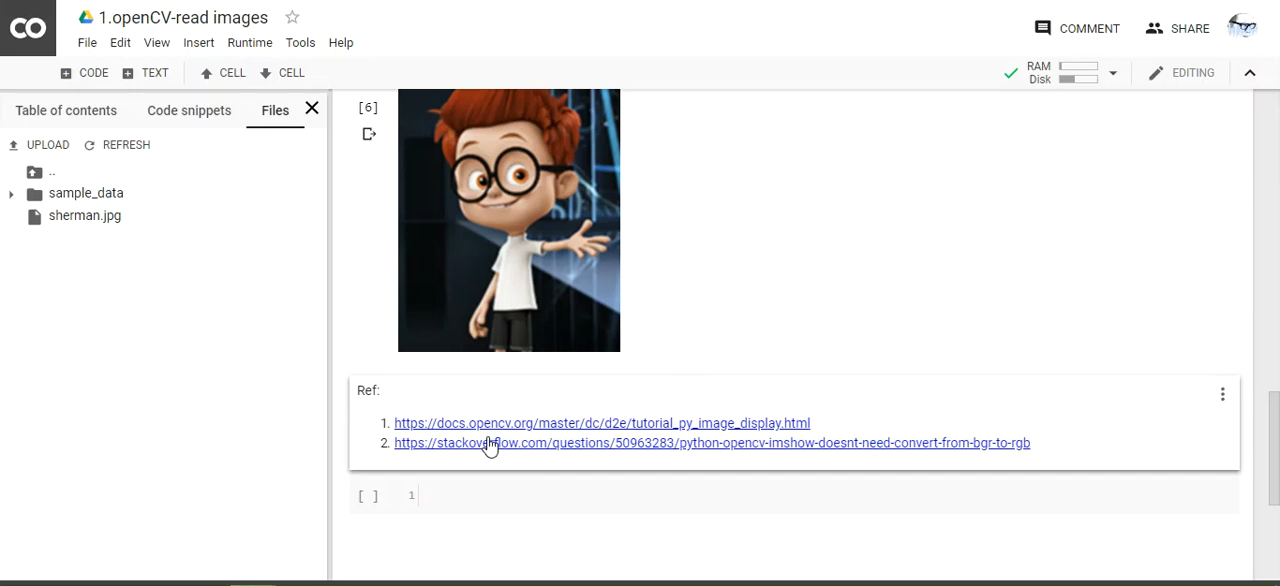 CO
1.openCV-read images
COMMENT
SHARE
File Edit View Insert Runtime Tools Help
CODE TEXT CELL CELL
RAM
Disk
EDITING
Table of contents Code snippets Files
UPLOAD REFRESH
..
sample_data
sherman.jpg
[6]
Ref:
1. https://docs.opencv.org/master/dc/d2e/tutorial_py_image_display.html
2. https://stackoverflow.com/questions/50963283/python-opencv-imshow-doesnt-need-convert-from-bgr-to-rgb
[ ] 1